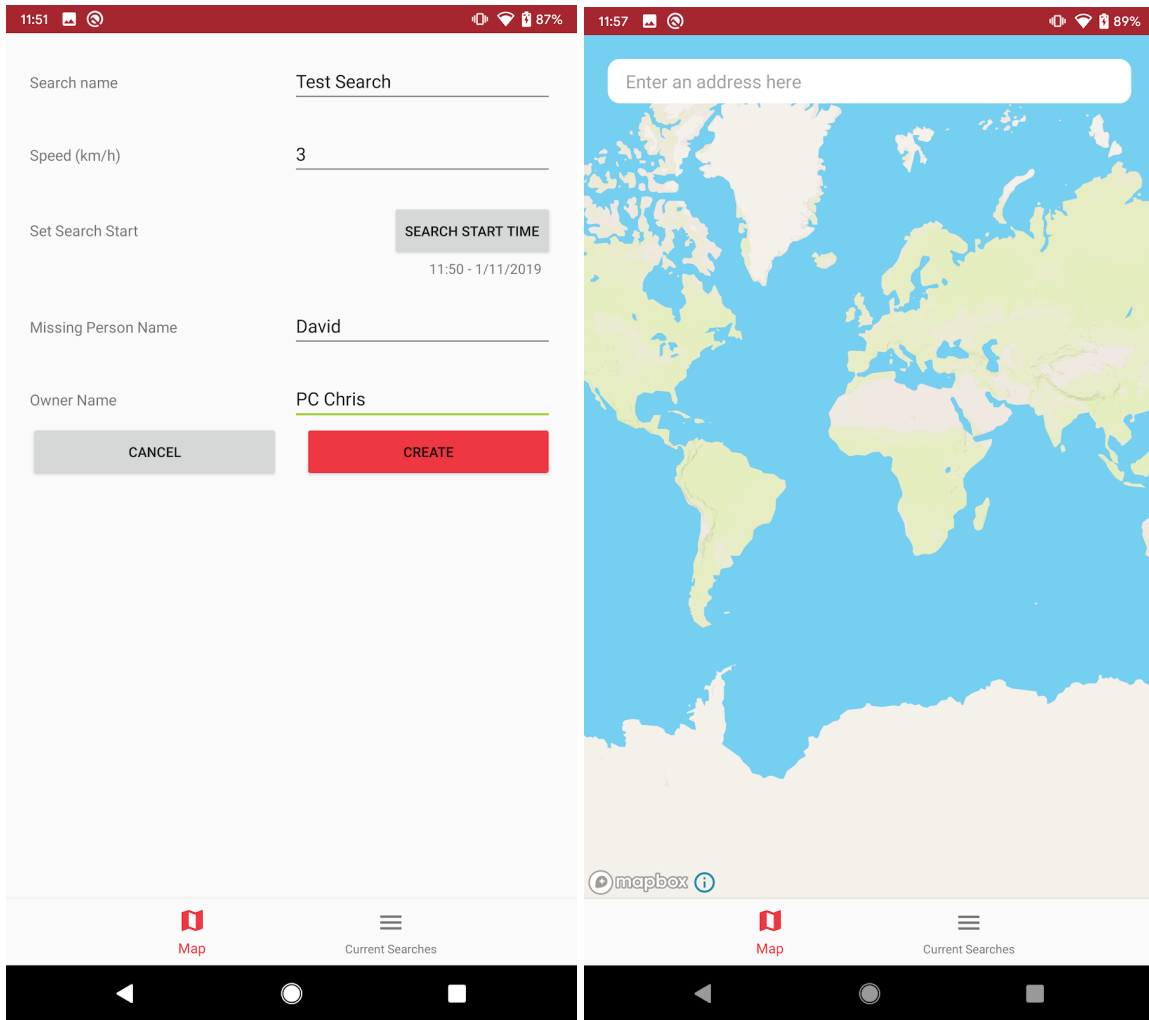 11:51 87%
Search name Test Search
Speed (km/h) 3
Set Search Start SEARCH START TIME
11:50 - 1/11/2019
Missing Person Name David
Owner Name PC Chris
CANCEL CREATE
Map Current Searches
11:57 89%
Enter an address here
mapbox
Map Current Searches